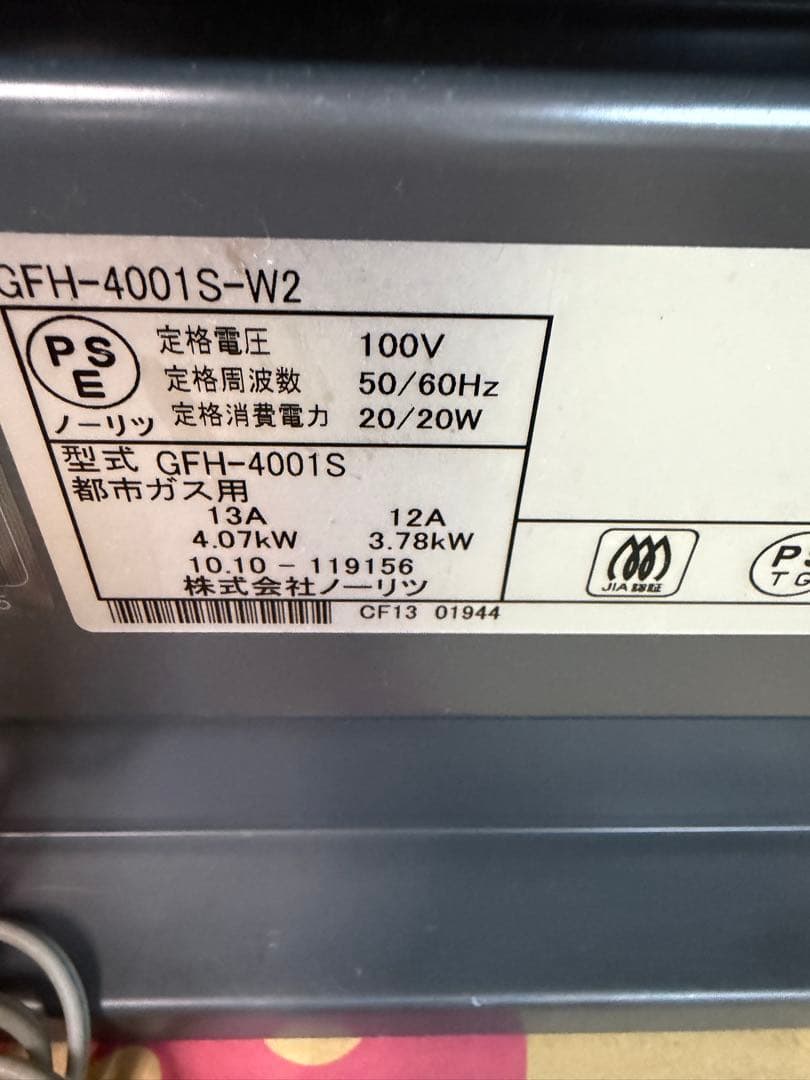 GFH-4001S-W2
PS
E
定格電圧 100V
定格周波数 50/60Hz
ノーリツ 定格消費電力 20/20W
型式 GFH-4001S
都市ガス用
13A 12A
4.07kW 3.78kW
10.10 - 119156
株式会社ノーリツ
CF13 01944
JIA 認証
PS
TG